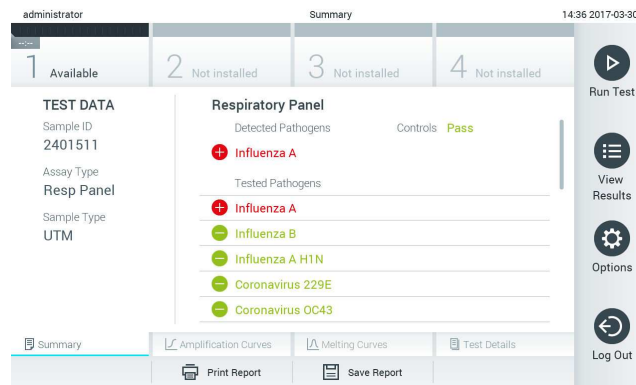 administrator Summary 14:36 2017-03-30
--:--
1 Available 2 Not installed 3 Not installed 4 Not installed
Run Test
TEST DATA
Sample ID
2401511
Assay Type
Resp Panel
Sample Type
UTM
Respiratory Panel
Detected Pathogens Controls Pass
Influenza A
Tested Pathogens
Influenza A
Influenza B
Influenza A H1N
Coronavirus 229E
Coronavirus OC43
View
Results
Options
Log Out
Summary Amplification Curves Melting Curves Test Details
Print Report Save Report